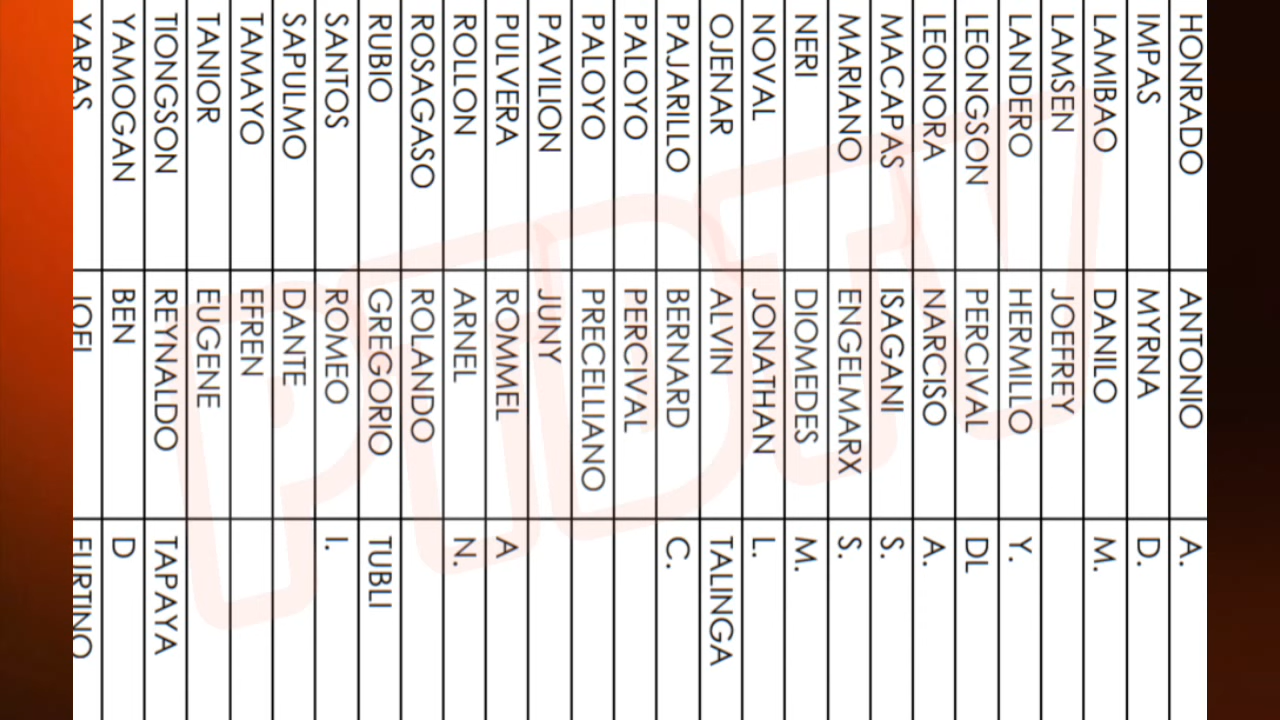 HONRADO ANTONIO A.
IMPAS MYRNA D.
LAMIBAO DANILO M.
LAMSEN JOEFREY
LANDERO HERMILLO Y.
LEONGSON PERCIVAL DL
LEONORA NARCISO A.
MACAPAS ISAGANI S.
MARIANO ENGELMARX S.
NERI DIOMEDES M.
NOVAL JONATHAN L.
OJENAR ALVIN TALINGA
PAJARILLO BERNARD C.
PALOYO PERCIVAL
PALOYO PRECELLIANO
PAVILION JUNY
PULVERA ROMMEL A
ROLLON ARNEL N.
ROSAGASO ROLANDO
RUBIO GREGORIO TUBLI
SANTOS ROMEO I.
SAPULMO DANTE
TAMAYO EFREN
TANIOR EUGENE
TIONGSON REYNALDO TAPAYA
YAMOGAN BEN D
YARAS
PTDTV